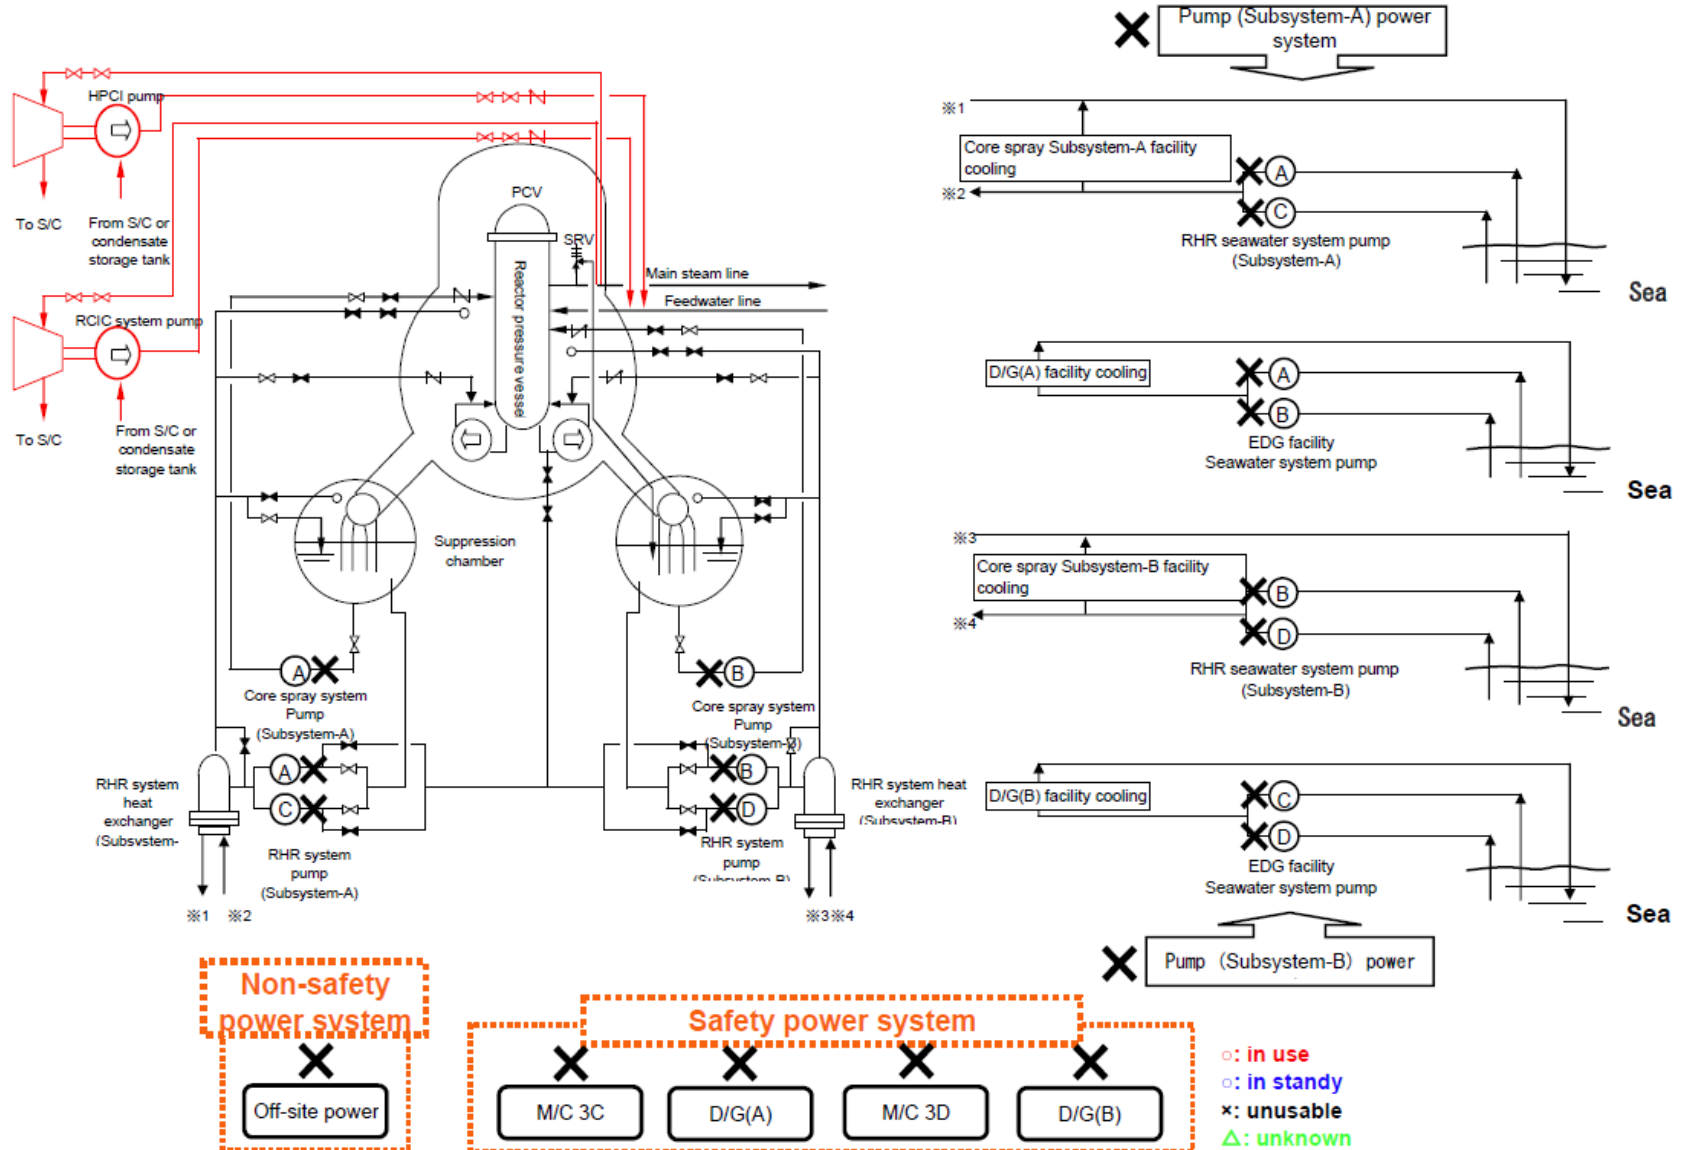 Pump (Subsystem-A) power
system
HPCI pump
※1
Core spray Subsystem-A facility
cooling
A
※2
C
RHR seawater system pump
(Subsystem-A)
Sea
PCV
To S/C
From S/C or
condensate
storage tank
SRV
Main steam line
Feedwater line
Reactor pressure vessel
RCIC system pump
D/G(A) facility cooling
A
B
EDG facility
Seawater system pump
Sea
To S/C
From S/C or
condensate
storage tank
Suppression
chamber
※3
Core spray Subsystem-B facility
cooling
B
※4
D
RHR seawater system pump
(Subsystem-B)
Sea
A
Core spray system
Pump
(Subsystem-A)
B
Core spray system
Pump
(Subsystem-B)
A
C
RHR system
heat
exchanger
(Subsystem-
RHR system
pump
(Subsystem-A)
B
D
RHR system
pump
(Subsystem-B)
RHR system heat
exchanger
(Subsystem-B)
※1
※2
※3※4
D/G(B) facility cooling
C
D
EDG facility
Seawater system pump
Sea
Pump (Subsystem-B) power
Non-safety
power system
Off-site power
Safety power system
M/C 3C
D/G(A)
M/C 3D
D/G(B)
○: in use
○: in standy
×: unusable
△: unknown